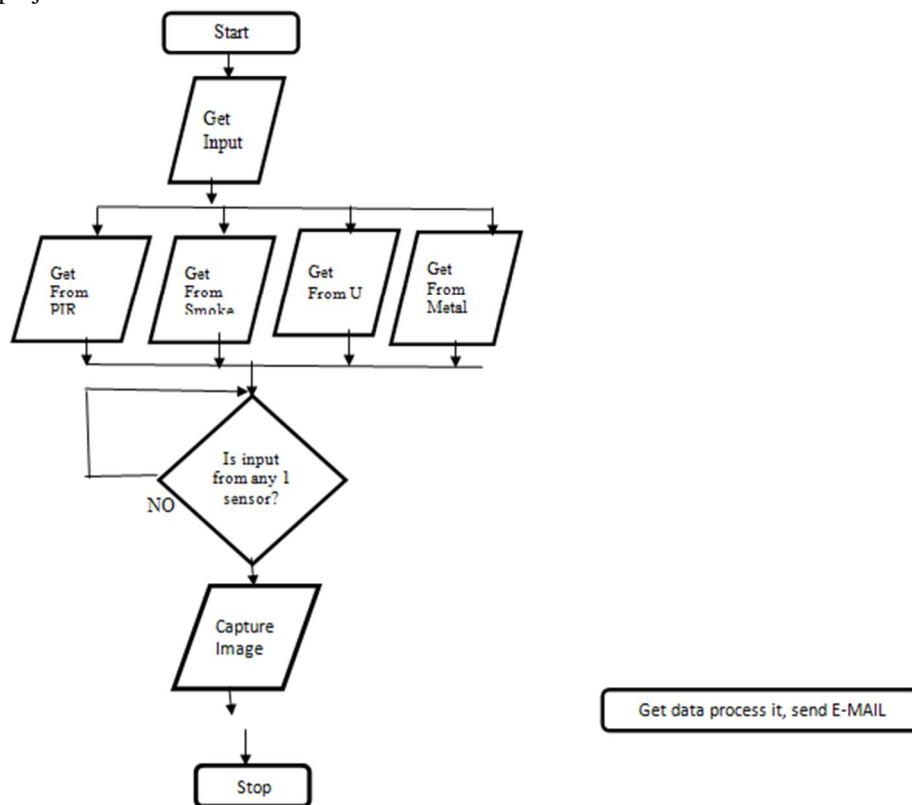 Start
Get
Input
Get
From
PIR
Get
From
Smoke
Get
From U
Get
From
Metal
Is input
from any 1
sensor?
NO
Capture
Image
Get data process it, send E-MAIL
Stop